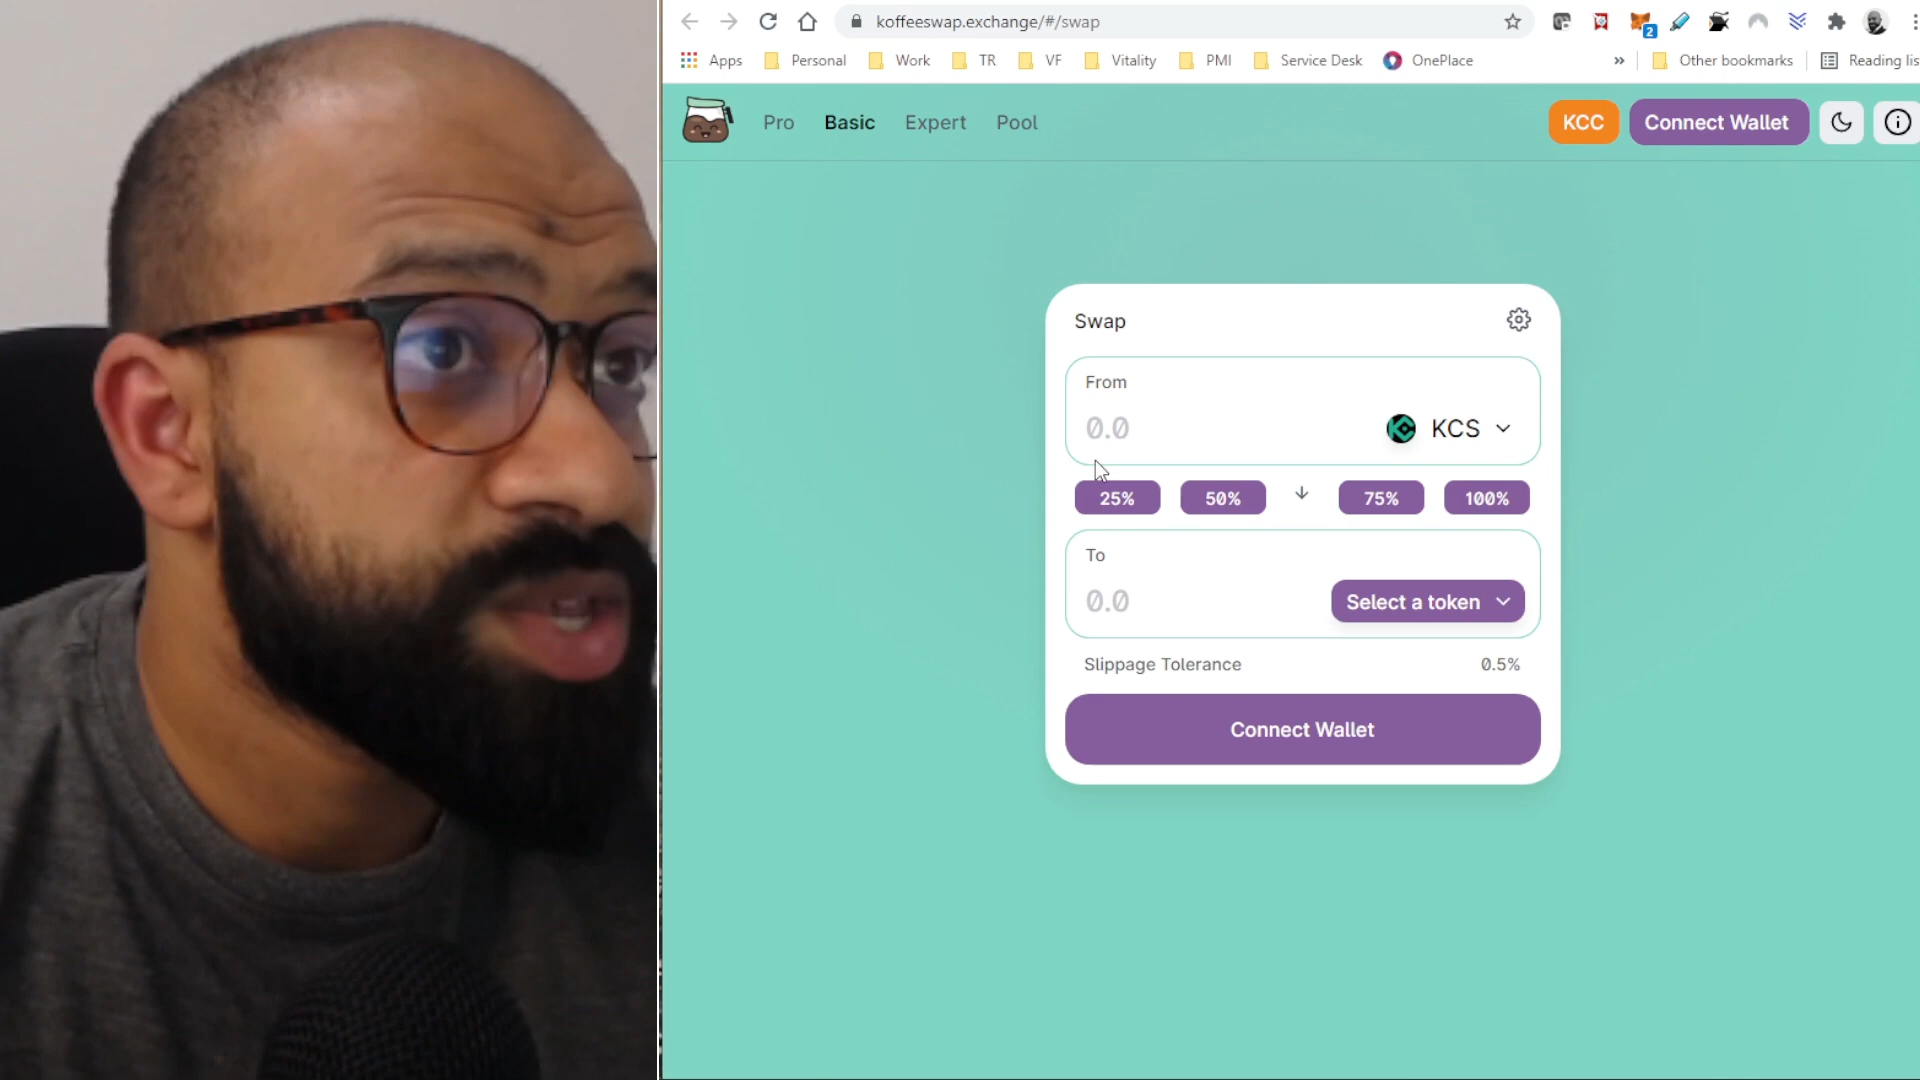 koffeeswap.exchange/#/swap
2
Apps Personal Work TR VF Vitality PMI Service Desk OnePlace » Other bookmarks Reading lis
Pro Basic Expert Pool KCC Connect Wallet
Swap
From
0.0 KCS
25% 50% 75% 100%
To
0.0 Select a token
Slippage Tolerance 0.5%
Connect Wallet